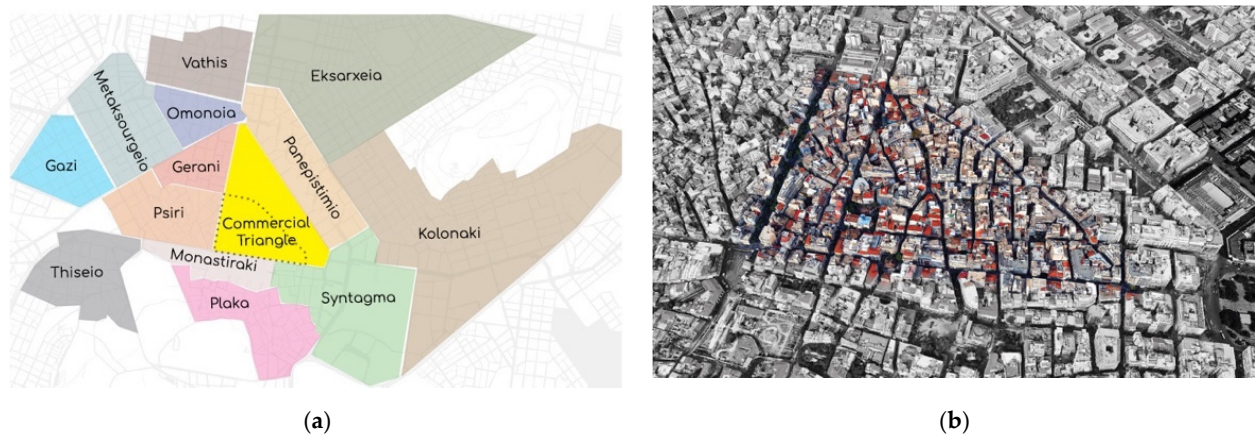 Vathis
Eksarxeia
Metaksourgeio
Omonoia
Gazi
Gerani
Panepistimio
Psiri
Commercial
Triangle
Kolonaki
Monastiraki
Thiseio
Plaka
Syntagma
(a)
(b)